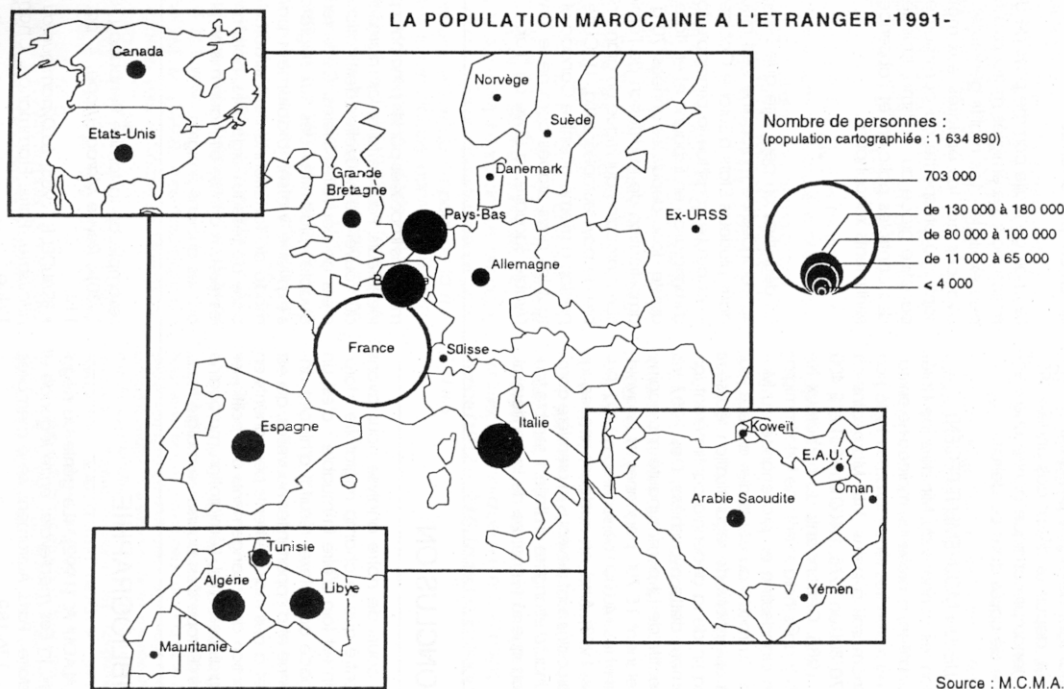 LA POPULATION MAROCAINE A L'ETRANGER -1991-
Canada
Etats-Unis
Norvège
Suède
Danemark
Grande
Bretagne
Pays-Bas
Ex-URSS
Allemagne
France
Suisse
Espagne
Italie
Nombre de personnes :
(population cartographiée : 1 634 890)
703 000
de 130 000 à 180 000
de 80 000 à 100 000
de 11 000 à 65 000
< 4 000
Koweït
E.A.U.
Oman
Arabie Saoudite
Yémen
Tunisie
Algérie
Libye
Mauritanie
Source : M.C.M.A.